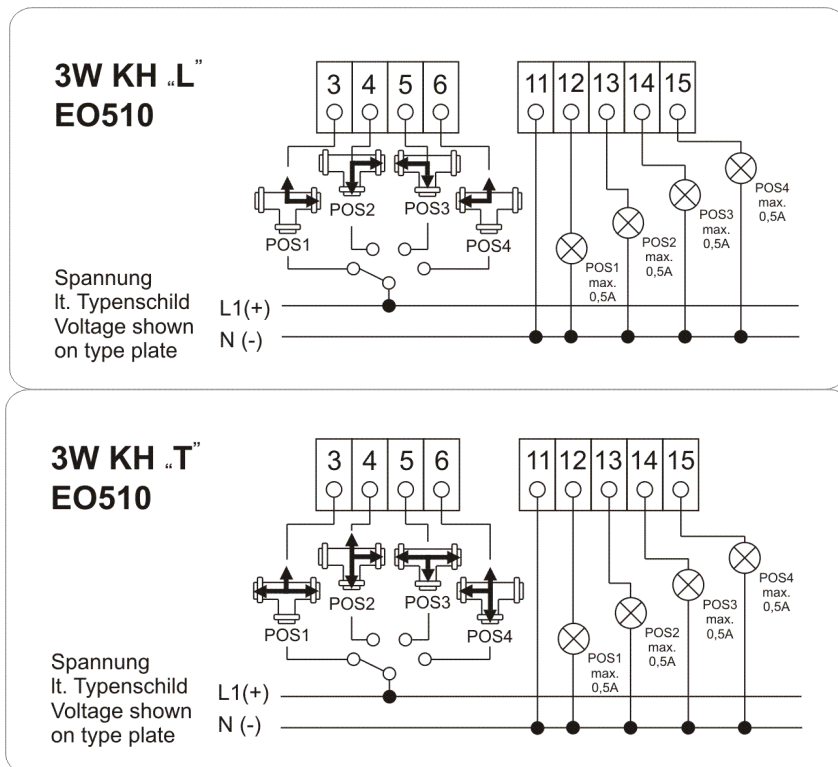 3W KH „L”
EO510
3 4 5 6
11 12 13 14 15
POS1
POS2
POS3
POS4
POS1
max.
0,5A
POS2
max.
0,5A
POS3
max.
0,5A
POS4
max.
0,5A
Spannung
lt. Typenschild
Voltage shown
on type plate
L1(+)
N (-)
3W KH „T”
EO510
3 4 5 6
11 12 13 14 15
POS1
POS2
POS3
POS4
POS1
max.
0,5A
POS2
max.
0,5A
POS3
max.
0,5A
POS4
max.
0,5A
Spannung
lt. Typenschild
Voltage shown
on type plate
L1(+)
N (-)